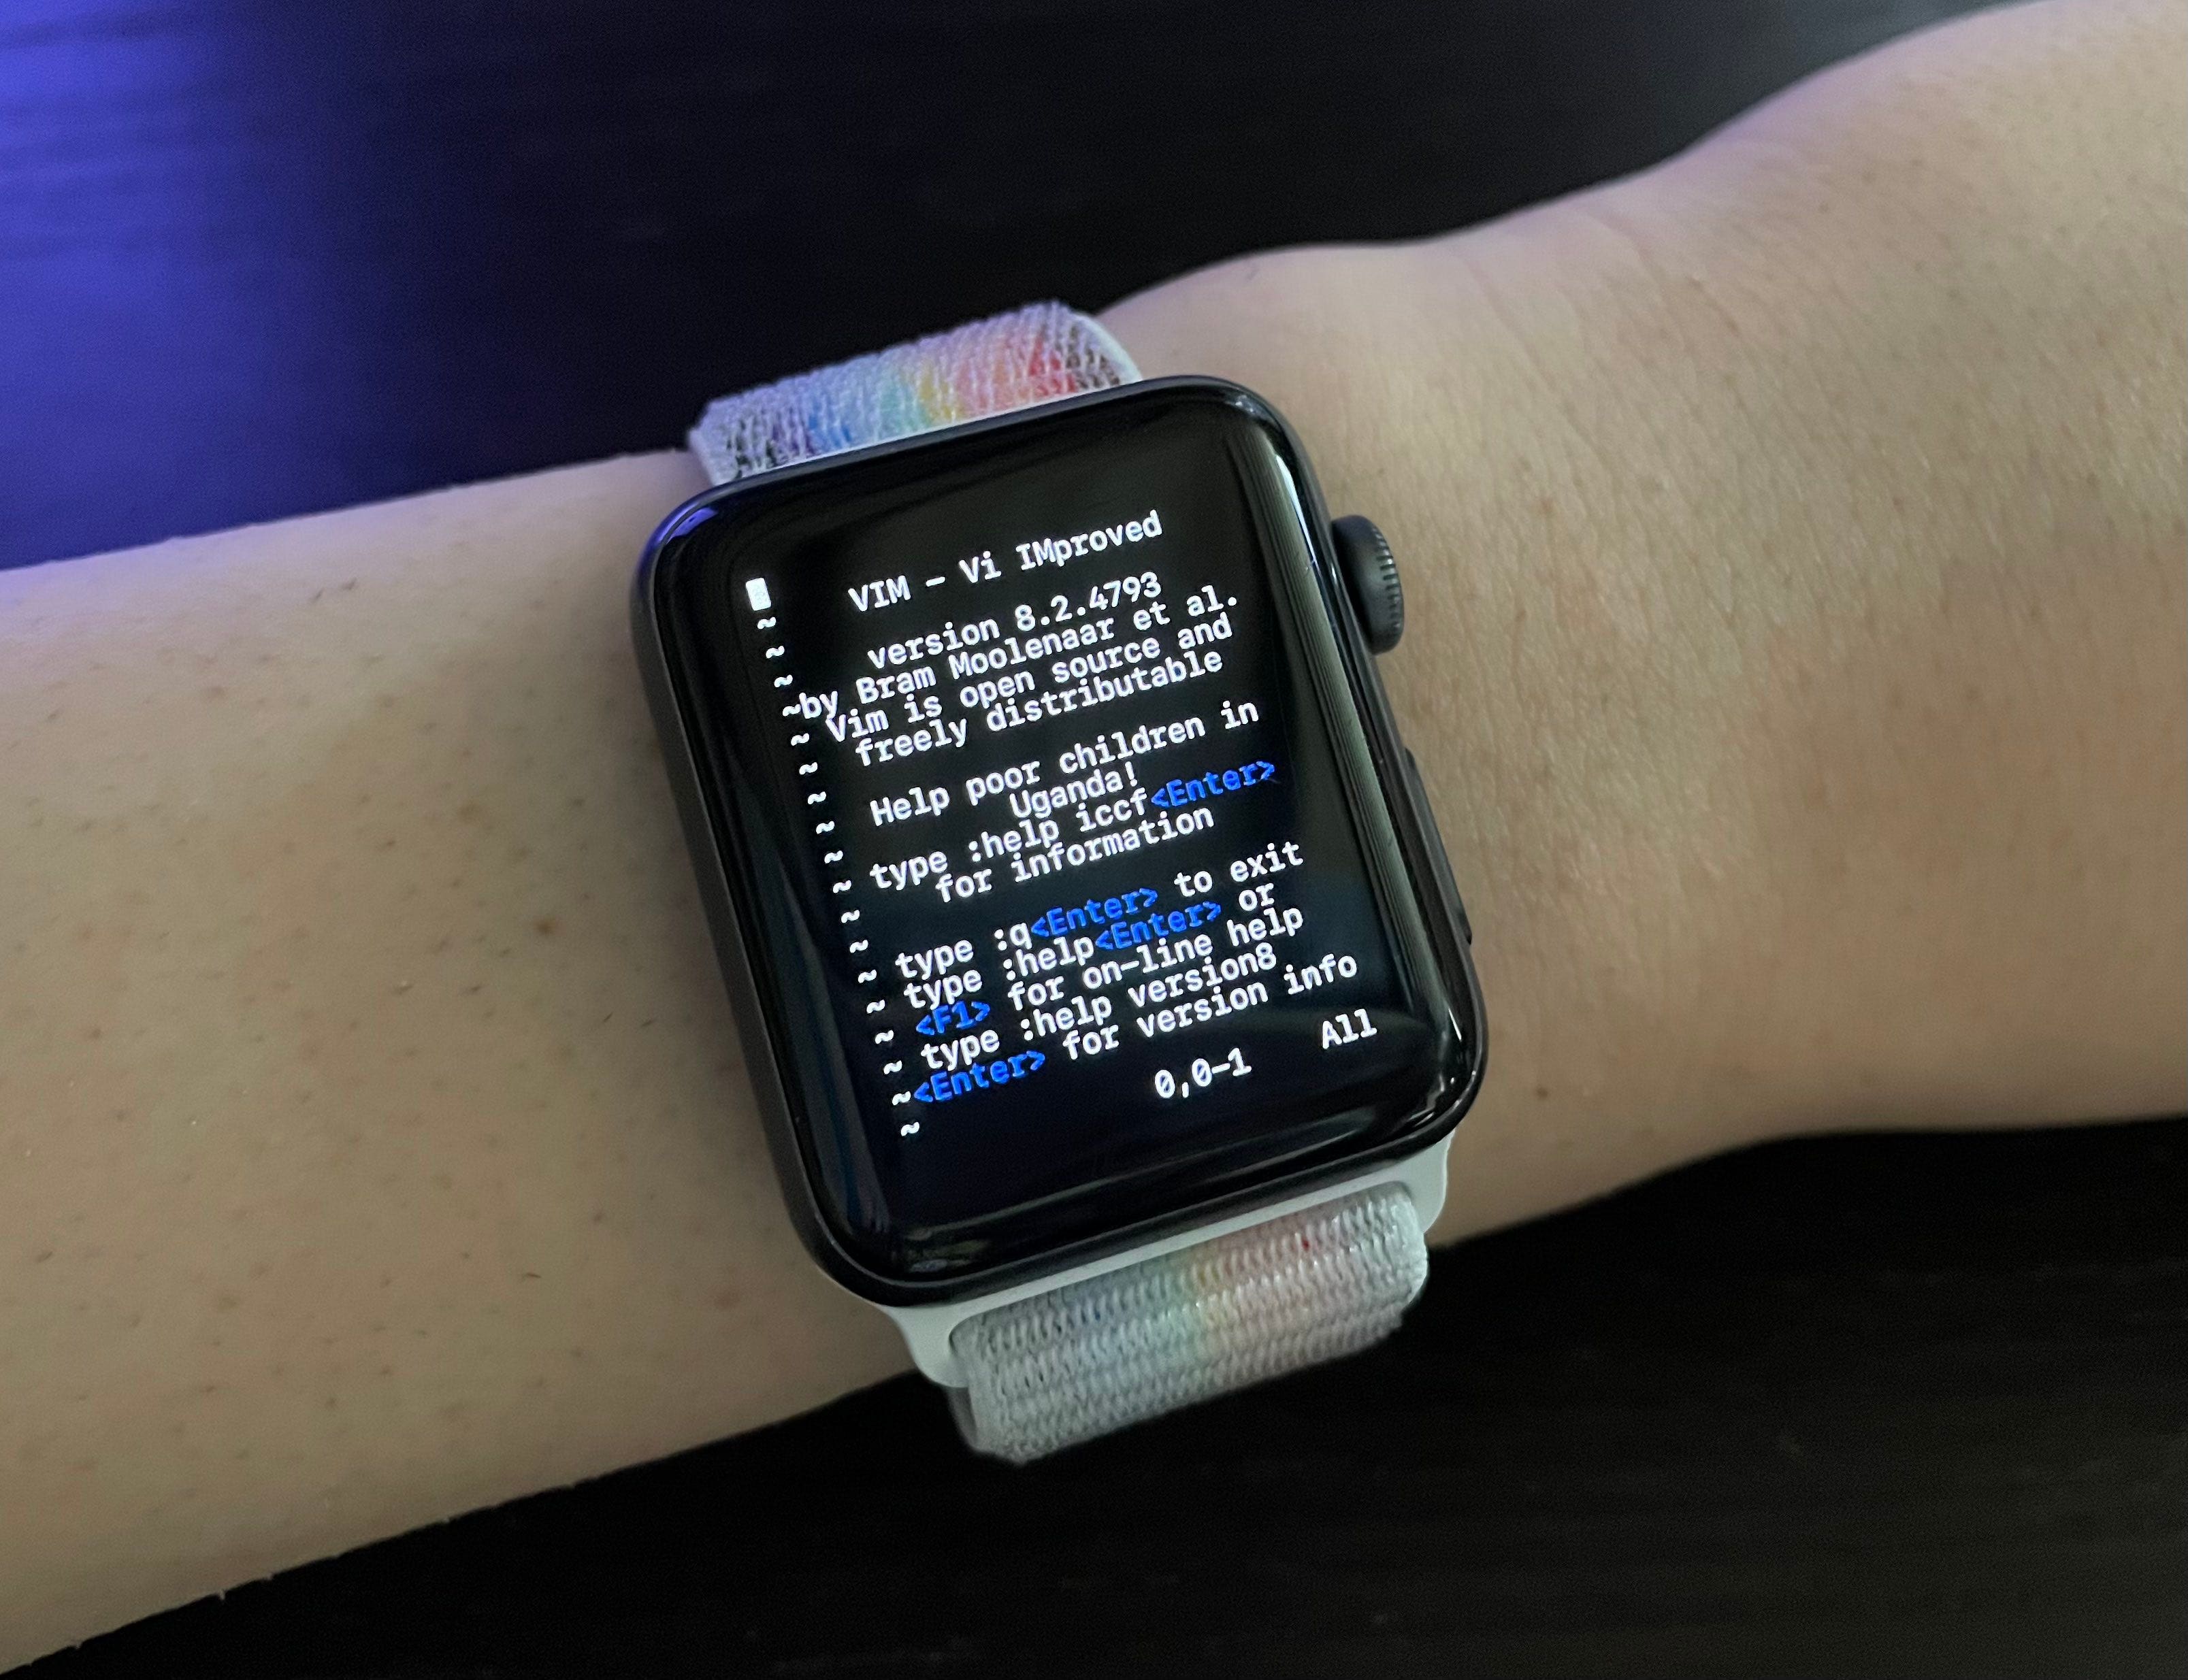 VIM - Vi IMproved
~
~ version 8.2.4793
~
~by Bram Moolenaar et al.
~ Vim is open source and
~ freely distributable
~
~ Help poor children in
~ Uganda!
~ type :help iccf<Enter>
~ for information
~
~ type :q<Enter> to exit
~ type :help<Enter> or
~ <F1> for on-line help
~ type :help version8
~<Enter> for version info
~
0,0-1 All